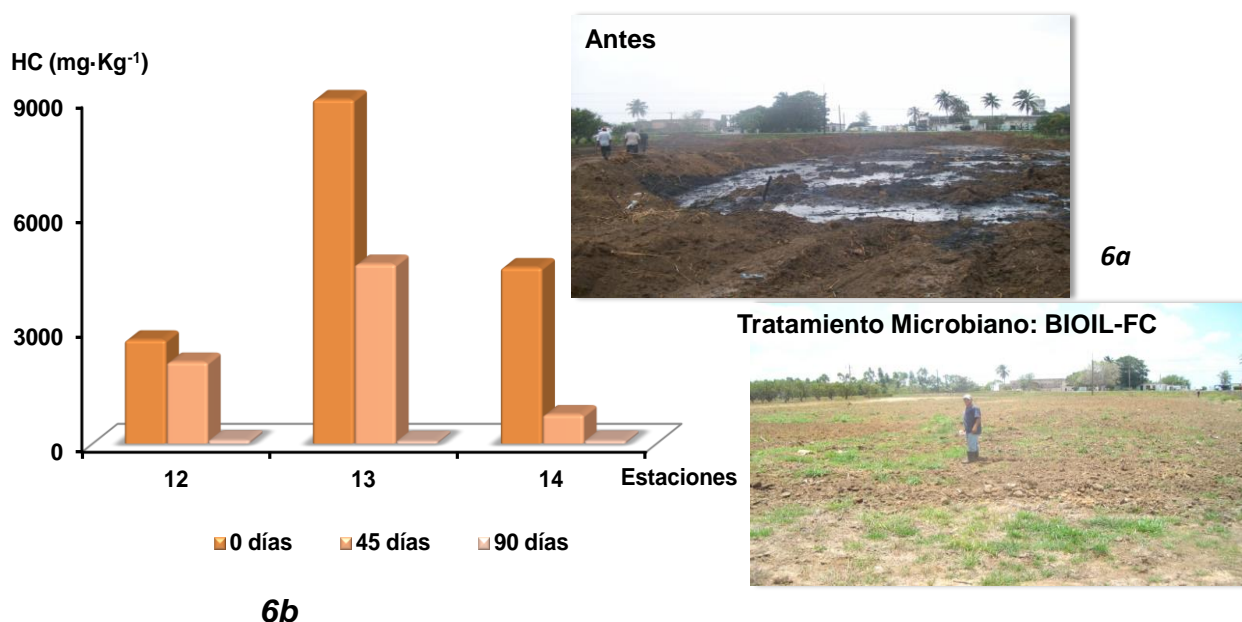 HC (mg·Kg⁻¹)
9000
6000
3000
0
12 13 14 Estaciones
0 días 45 días 90 días
6b
Antes
6a
Tratamiento Microbiano: BIOIL-FC